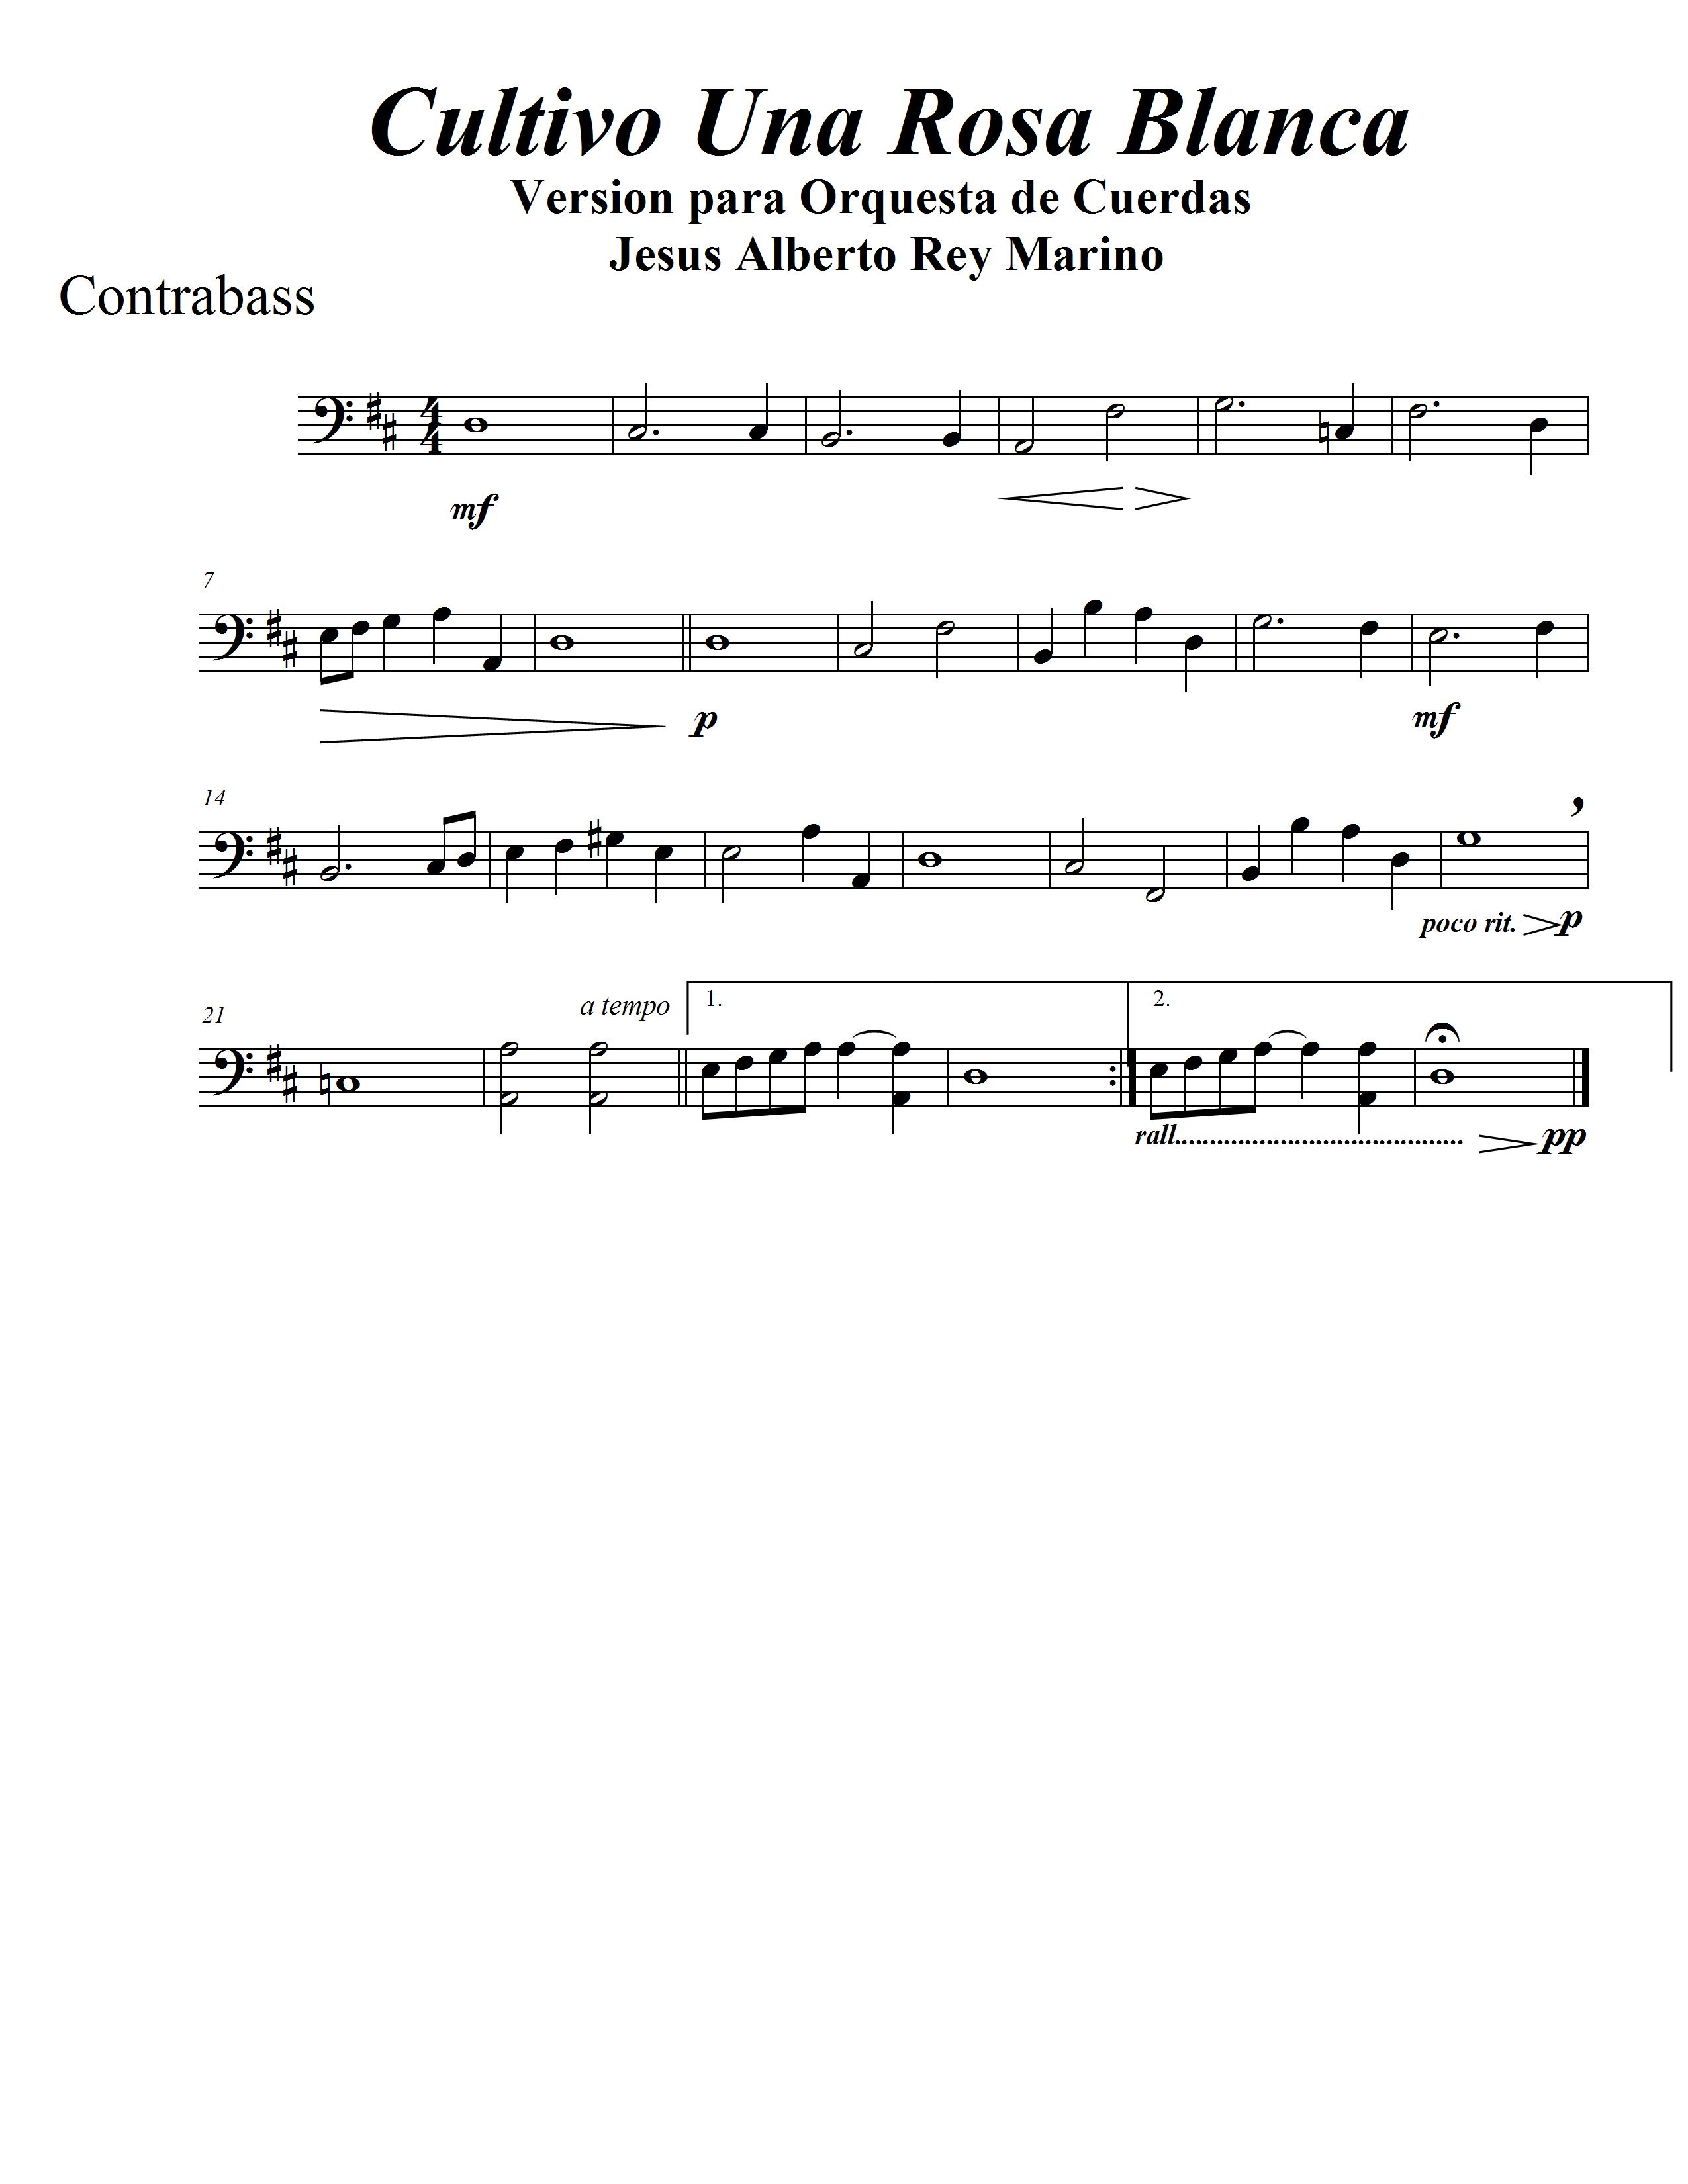 Cultivo Una Rosa Blanca
Version para Orquesta de Cuerdas
Jesus Alberto Rey Marino
Contrabass
4
4
mf
7
p
mf
14
poco rit.
p
21
a tempo
1.
2.
rall.........................................
pp